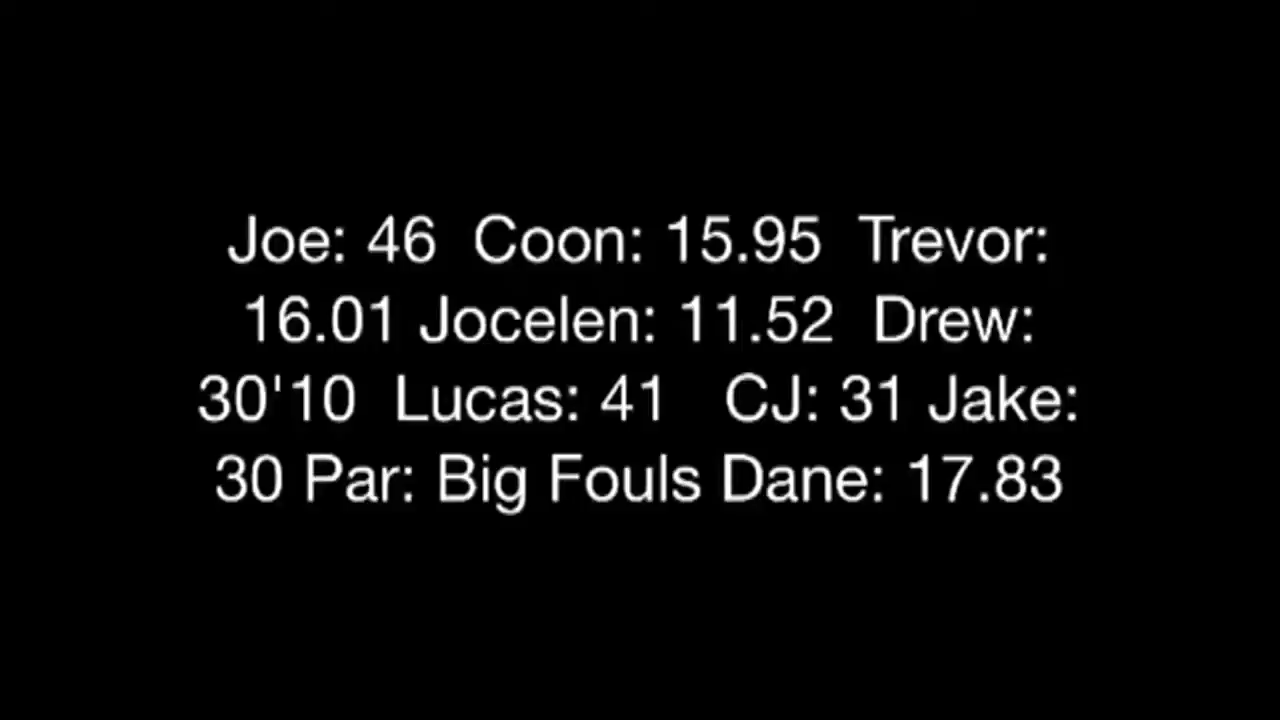 Joe: 46  Coon: 15.95  Trevor:
16.01 Jocelen: 11.52  Drew:
30'10  Lucas: 41   CJ: 31 Jake:
30 Par: Big Fouls Dane: 17.83